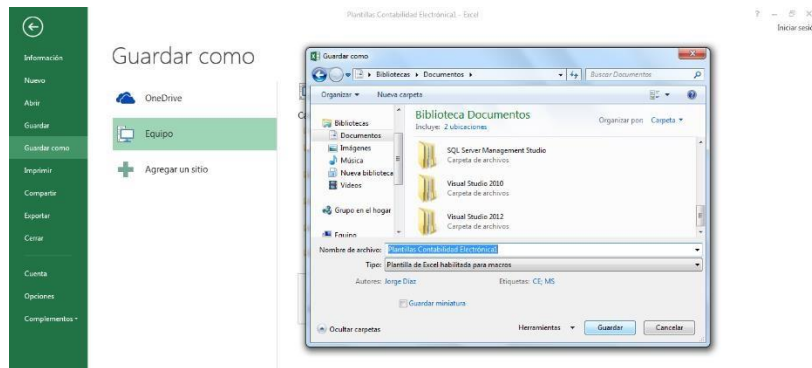 Plantillas Contabilidad Electrónica1 - Excel
Iniciar sesió
Información
Nuevo
Abrir
Guardar
Guardar como
Imprimir
Compartir
Exportar
Cerrar
Cuenta
Opciones
Complementos
Guardar como
OneDrive
Equipo
Agregar un sitio
Guardar como
Bibliotecas Documentos
Buscar Documentos
Organizar Nueva carpeta
Bibliotecas
Documentos
Imágenes
Música
Nueva biblioteca
Videos
Grupo en el hogar
Equipo
Biblioteca Documentos
Incluye: 2 ubicaciones
Organizar por: Carpeta
SQL Server Management Studio
Carpeta de archivos
Visual Studio 2010
Carpeta de archivos
Visual Studio 2012
Carpeta de archivos
Nombre de archivo: Plantillas Contabilidad Electrónica1
Tipo: Plantilla de Excel habilitada para macros
Autores: Jorge Díaz Etiquetas: CE; MS
Guardar miniatura
Ocultar carpetas Herramientas Guardar Cancelar